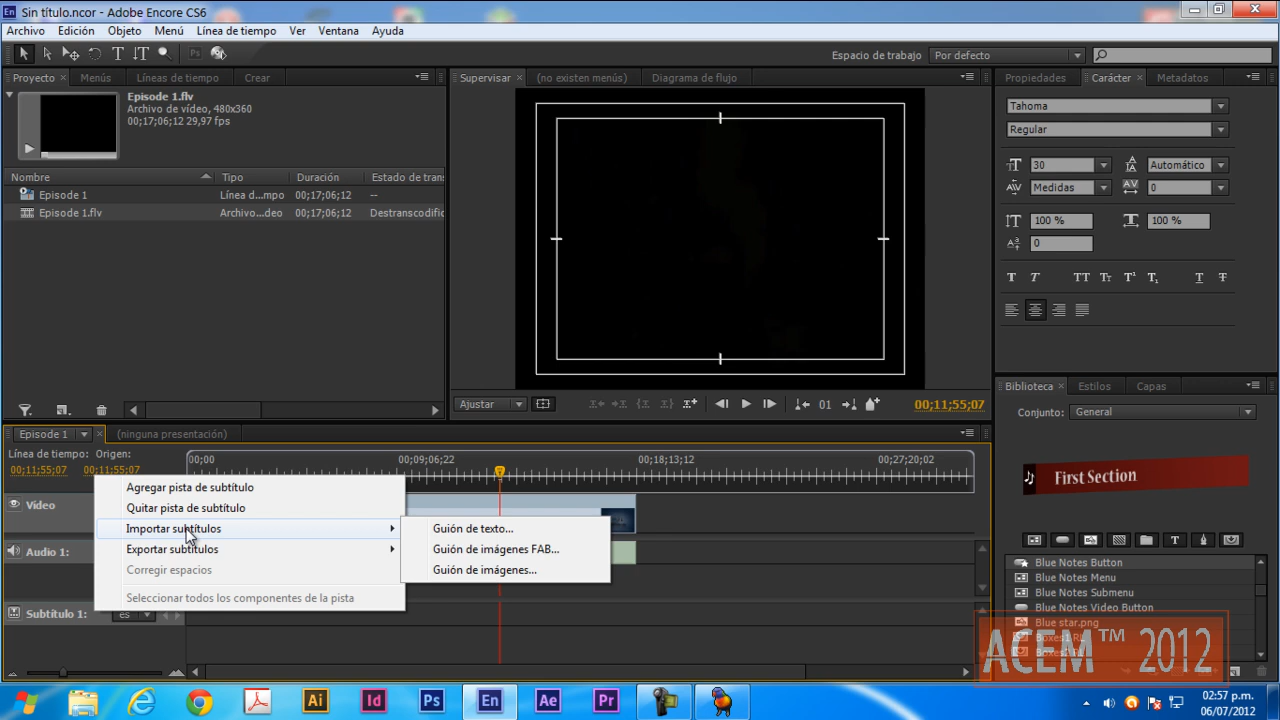 Sin título.ncor - Adobe Encore CS6
Archivo Edición Objeto Menú Línea de tiempo Ver Ventana Ayuda
Espacio de trabajo Por defecto
Proyecto Menús Líneas de tiempo Crear
Episode 1.flv
Archivo de vídeo, 480x360
00;17;06;12 29,97 fps
Nombre Tipo Duración Estado de trans
Episode 1 Línea d...mpo 00;17;06;12 --
Episode 1.flv Archivo...deo 00;17;06;12 Destranscodific
Supervisar (no existen menús) Diagrama de flujo
Ajustar 01 00;11;55;07
Propiedades Carácter Metadatos
Tahoma
Regular
30 Automático
Medidas 0
100 % 100 %
0
Biblioteca Estilos Capas
Conjunto: General
First Section
Blue Notes Button
Blue Notes Menu
Blue Notes Submenu
Blue Notes Video Button
Blue star.png
ACEM™ 2012
Episode 1 (ninguna presentación)
Línea de tiempo: Origen:
00;11;55;07 00;11;55;07
00;00 00;09;06;22 00;18;13;12 00;27;20;02
Vídeo
Audio 1:
Subtítulo 1: es
Agregar pista de subtítulo
Quitar pista de subtítulo
Importar subtítulos
Exportar subtítulos
Corregir espacios
Seleccionar todos los componentes de la pista
Guión de texto...
Guión de imágenes FAB...
Guión de imágenes...
Ai Id Ps En Ae Pr
02:57 p.m.
06/07/2012